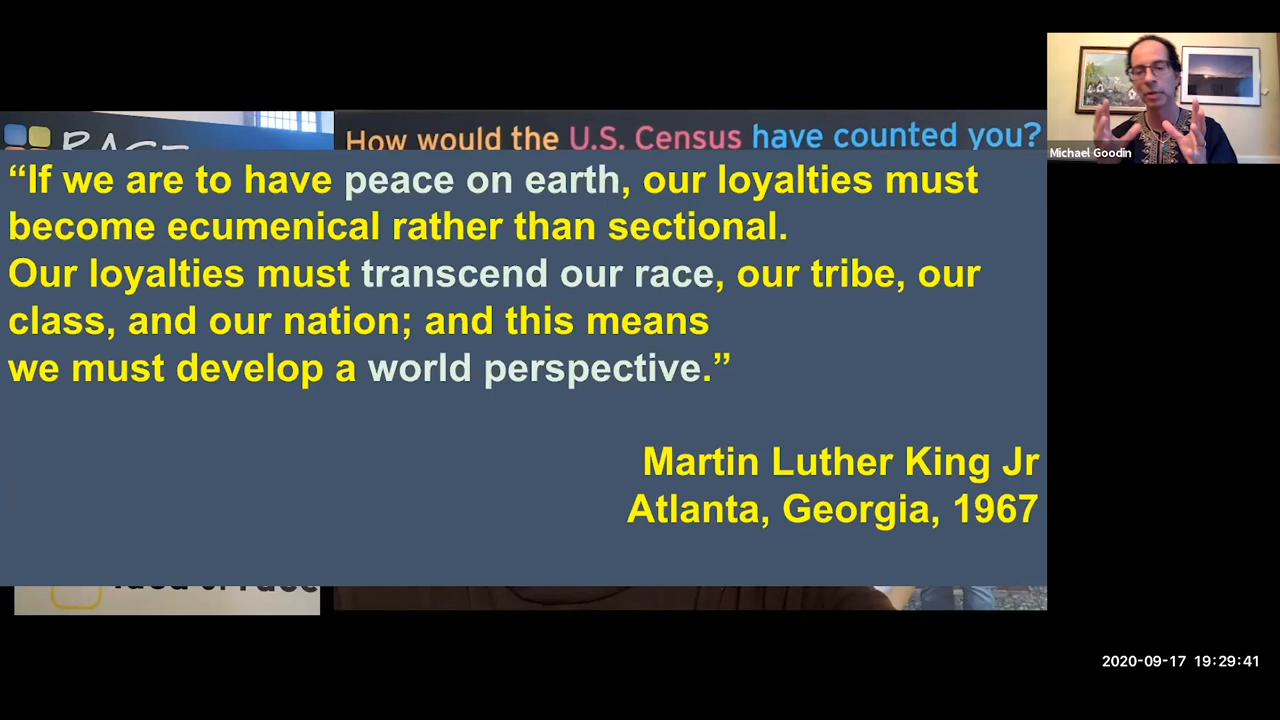 RACE
How would the U.S. Census have counted you?
Michael Goodin
“If we are to have peace on earth, our loyalties must
become ecumenical rather than sectional.
Our loyalties must transcend our race, our tribe, our
class, and our nation; and this means
we must develop a world perspective.”
Martin Luther King Jr
Atlanta, Georgia, 1967
2020-09-17 19:29:41